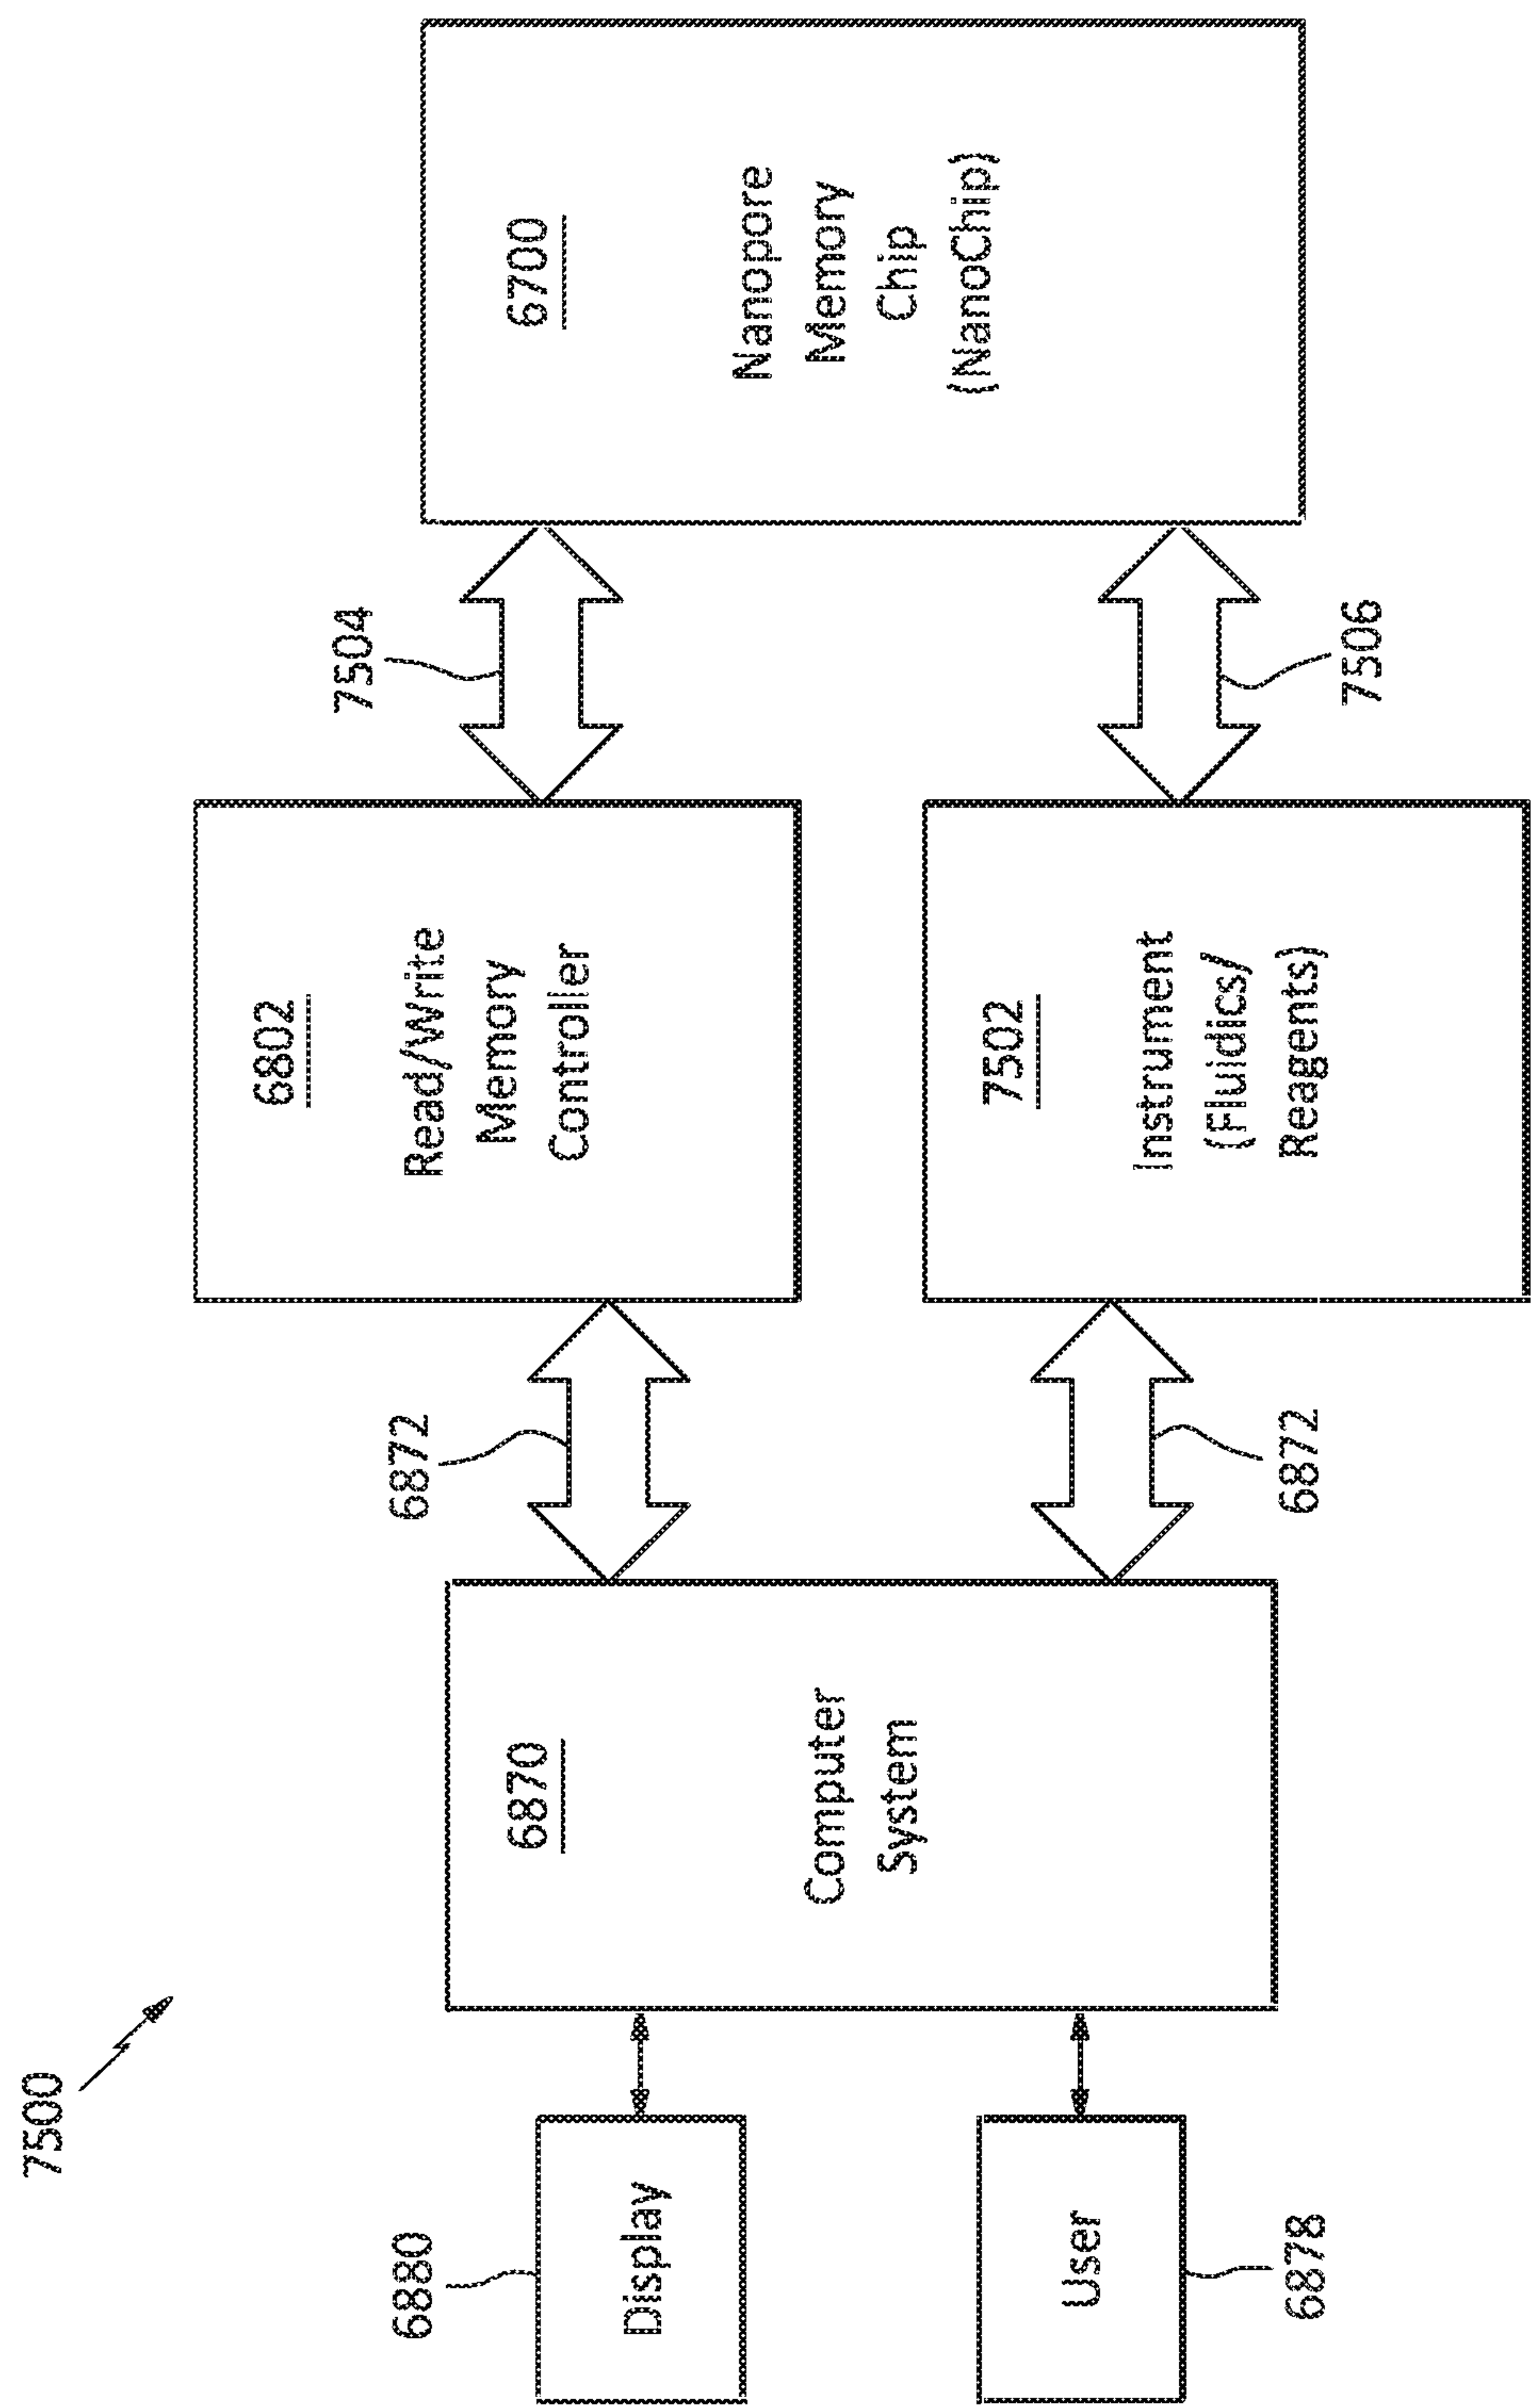 7500
6880
Display
User
6878
6870
Computer
System
6872
6872
6802
Read/Write
Memory
Controller
7502
Instrument
(Fluidics/
Reagents)
7504
7506
6700
Nanopore
Memory
Chip
(NanoChip)